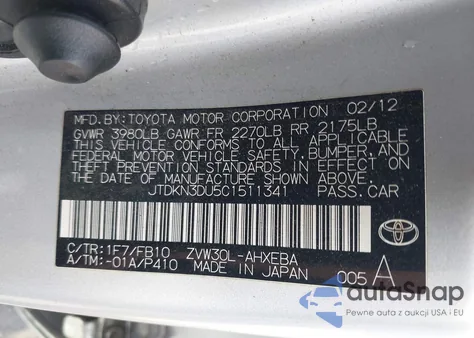 MFD. BY: TOYOTA MOTOR CORPORATION 02/12
GVWR 3980LB GAWR FR 2270LB RR 2175LB
THIS VEHICLE CONFORMS TO ALL APPLICABLE
FEDERAL MOTOR VEHICLE SAFETY, BUMPER, AND
THEFT PREVENTION STANDARDS IN EFFECT ON
THE DATE OF MANUFACTURE SHOWN ABOVE.
JTDKN3DU5C1511341 PASS. CAR
C/TR: 1F7/FB10 ZVW30L-AHXEBA
A/TM: -01A/P410 MADE IN JAPAN 005 A
autoSnap
Pomoc z aukcji USA i EU